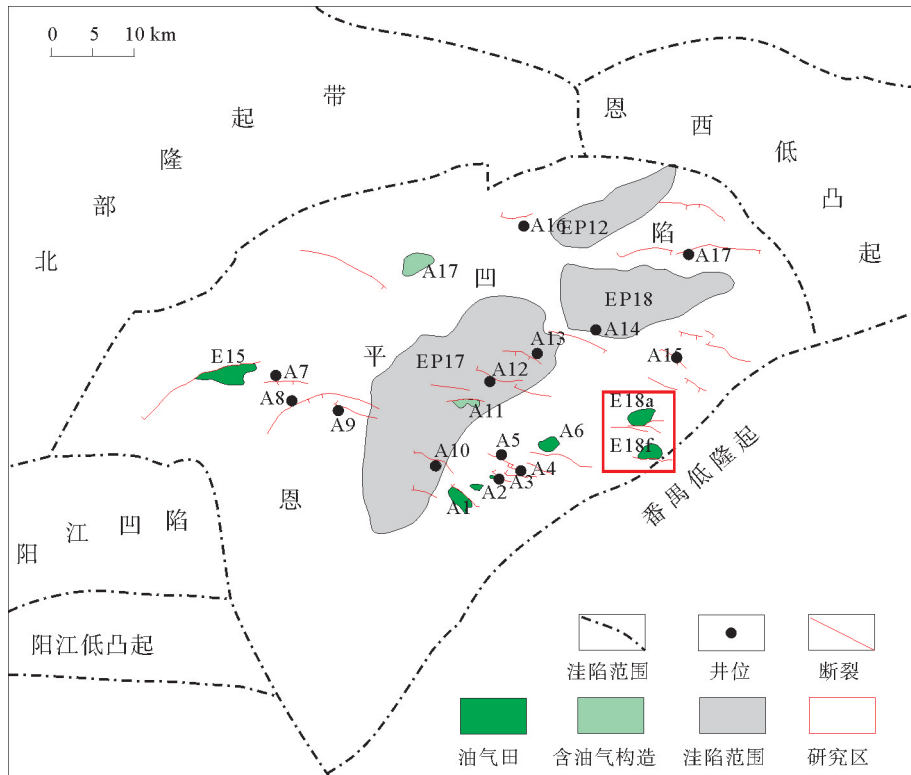 0 5 10 km
北部隆起带
恩西低凸起
A16
EP12
陷
A17
A17
凹
EP18
A14
E15
A7
平
EP17
A13
A12
A15
A8
A9
A11
E18a
A6
E18f
A10
A5
A4
A3
A2
A1
恩
番禺低隆起
阳江凹陷
阳江低凸起
洼陷范围
井位
断裂
油气田
含油气构造
洼陷范围
研究区